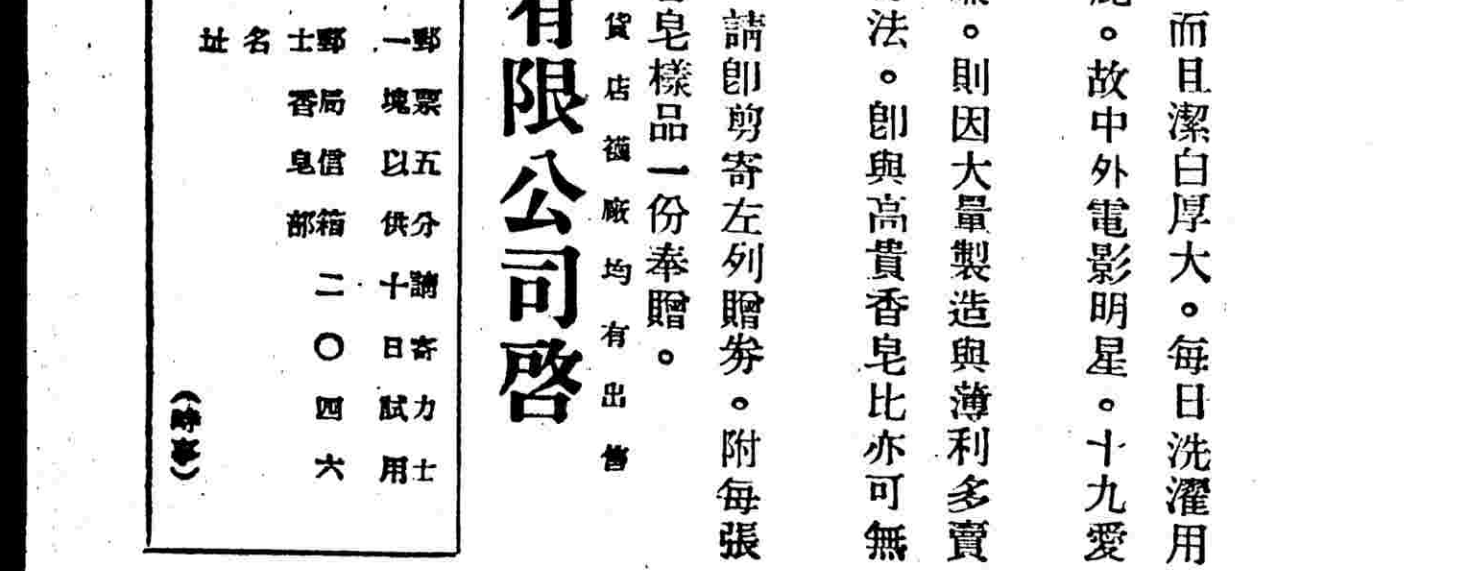 而且潔白厚大。每日洗濯用
。故中外電影明星。十九愛
。則因大量製造與薄利多賣
法。卽與高貴香皂比亦可無
請卽剪寄左列贈券。附每張
皂樣品一份奉贈。
貨店襪廠均有出售
有限公司啓
郵票五分請寄力士
一塊以供十日試用
郵局信箱二〇四六
士香皂部
名
址
(時事)